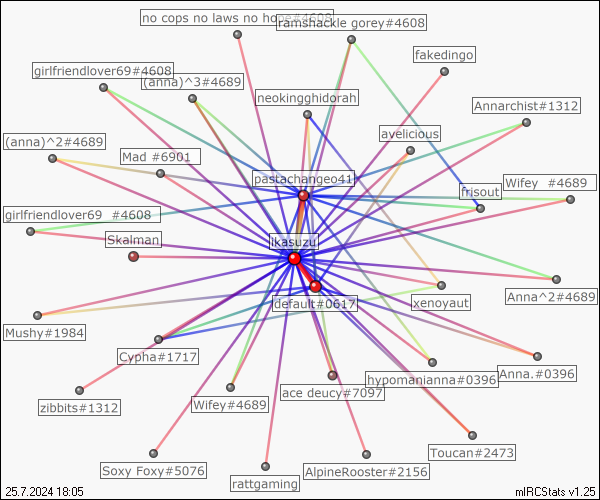 no cops no laws no hope#4608
ramshackle gorey#4608
fakedingo
girlfriendlover69#4608
(anna)^3#4689
neokingghidorah
Annarchist#1312
(anna)^2#4689
Mad #6901
avelicious
pastachangeo41
frisout
Wifey #4689
girlfriendlover69 #4608
Skalman
ikasuzu
Anna^2#4689
default#0617
xenoyaut
Mushy#1984
Cypha#1717
hypomanianna#0396
Anna.#0396
ace deucy#7097
zibbits#1312
Wifey#4689
Toucan#2473
Soxy Foxy#5076
rattgaming
AlpineRooster#2156
25.7.2024 18:05
mIRCStats v1.25